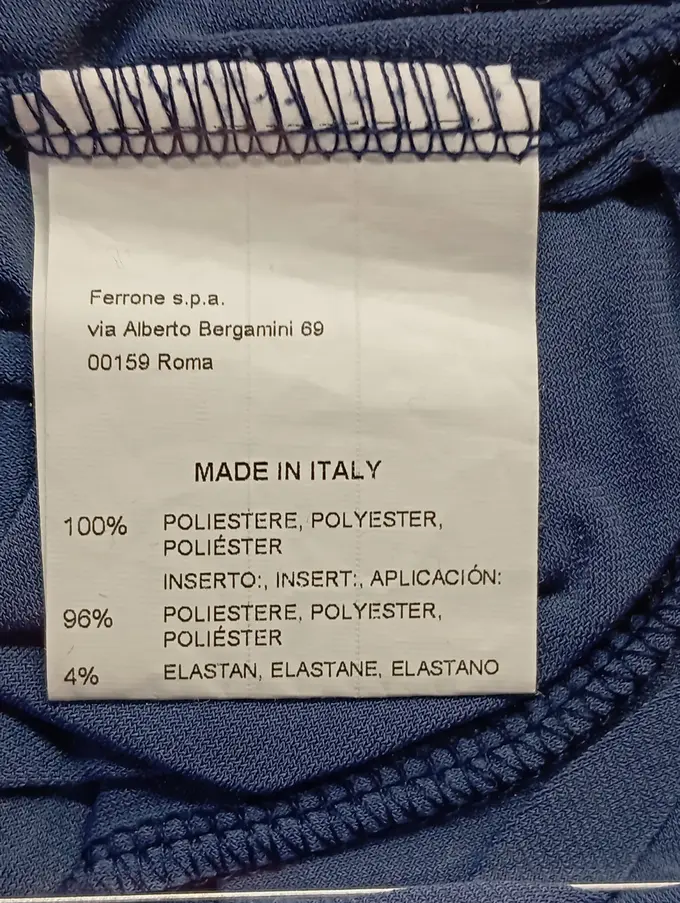 Ferrone s.p.a.
via Alberto Bergamini 69
00159 Roma
MADE IN ITALY
100% POLIESTERE, POLYESTER,
POLIÉSTER
INSERTO:, INSERT:, APLICACIÓN:
96% POLIESTERE, POLYESTER,
POLIÉSTER
4% ELASTAN, ELASTANE, ELASTANO